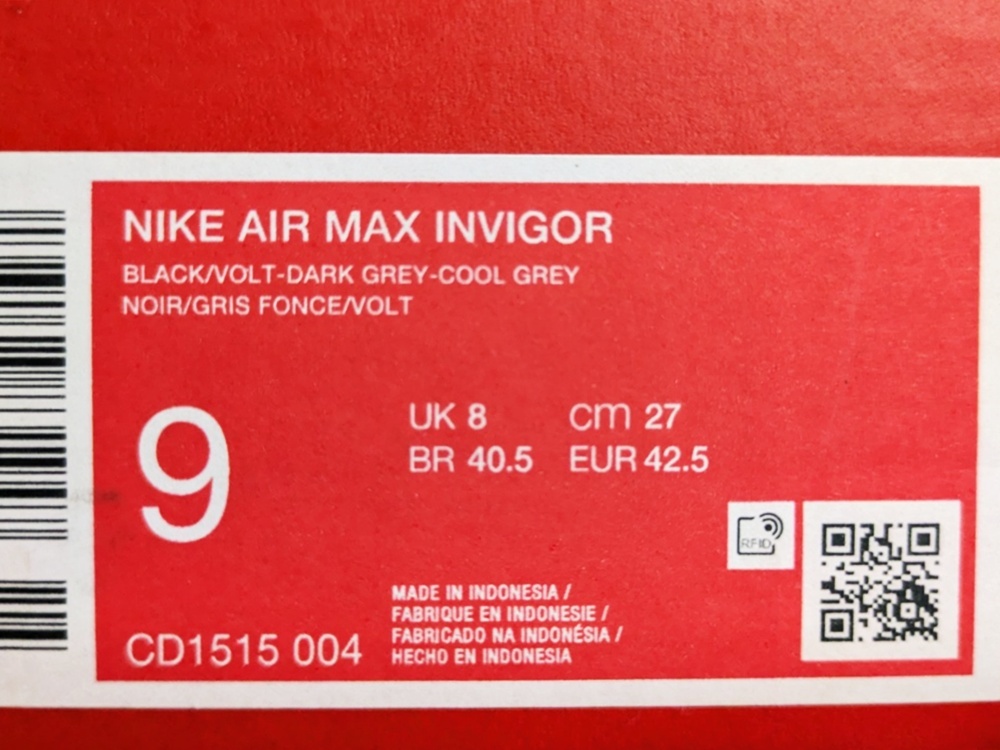 NIKE AIR MAX INVIGOR
BLACK/VOLT-DARK GREY-COOL GREY
NOIR/GRIS FONCE/VOLT
9
UK 8 cm 27
BR 40.5 EUR 42.5
RFID
MADE IN INDONESIA /
FABRIQUE EN INDONESIE /
FABRICADO NA INDONÉSIA /
HECHO EN INDONESIA
CD1515 004